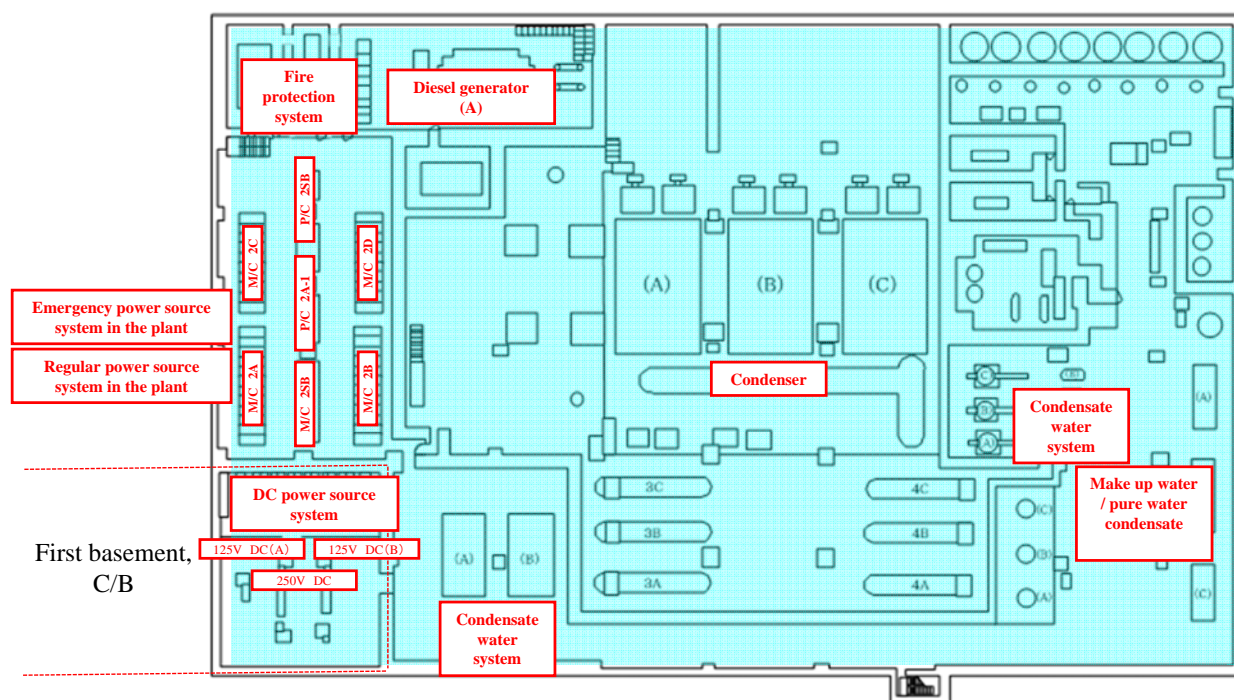 Fire
protection
system
Diesel generator
(A)
P/C 2SB
M/C 2C
M/C 2D
P/C 2A-1
Emergency power source
system in the plant
Regular power source
system in the plant
M/C 2A
M/C 2SB
M/C 2B
(A)
(B)
(C)
Condenser
(C)
(B)
(A)
Condensate
water
system
(A)
Make up water
/ pure water
condensate
(C)
DC power source
system
First basement,
C/B
125V DC(A)
125V DC(B)
250V DC
(A)
(B)
Condensate
water
system
3C
3B
3A
4C
4B
4A
(C)
(B)
(A)